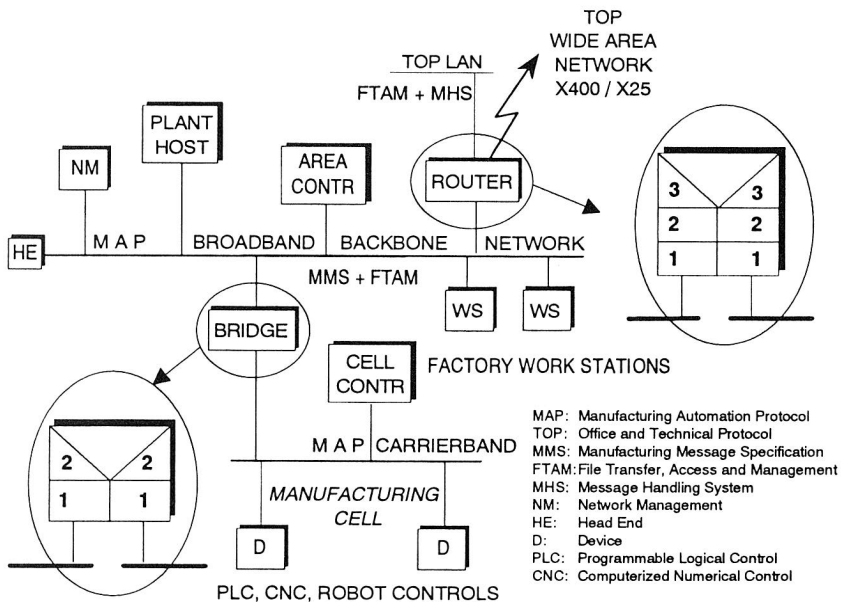 TOP
WIDE AREA
NETWORK
X400 / X25
TOP LAN
FTAM + MHS
PLANT
HOST
NM
AREA
CONTR
ROUTER
3 3
2 2
1 1
HE
M A P BROADBAND BACKBONE NETWORK
MMS + FTAM
WS WS
BRIDGE
CELL
CONTR
FACTORY WORK STATIONS
2 2
1 1
M A P CARRIERBAND
MANUFACTURING
CELL
D D
PLC, CNC, ROBOT CONTROLS
MAP: Manufacturing Automation Protocol
TOP: Office and Technical Protocol
MMS: Manufacturing Message Specification
FTAM: File Transfer, Access and Management
MHS: Message Handling System
NM: Network Management
HE: Head End
D: Device
PLC: Programmable Logical Control
CNC: Computerized Numerical Control